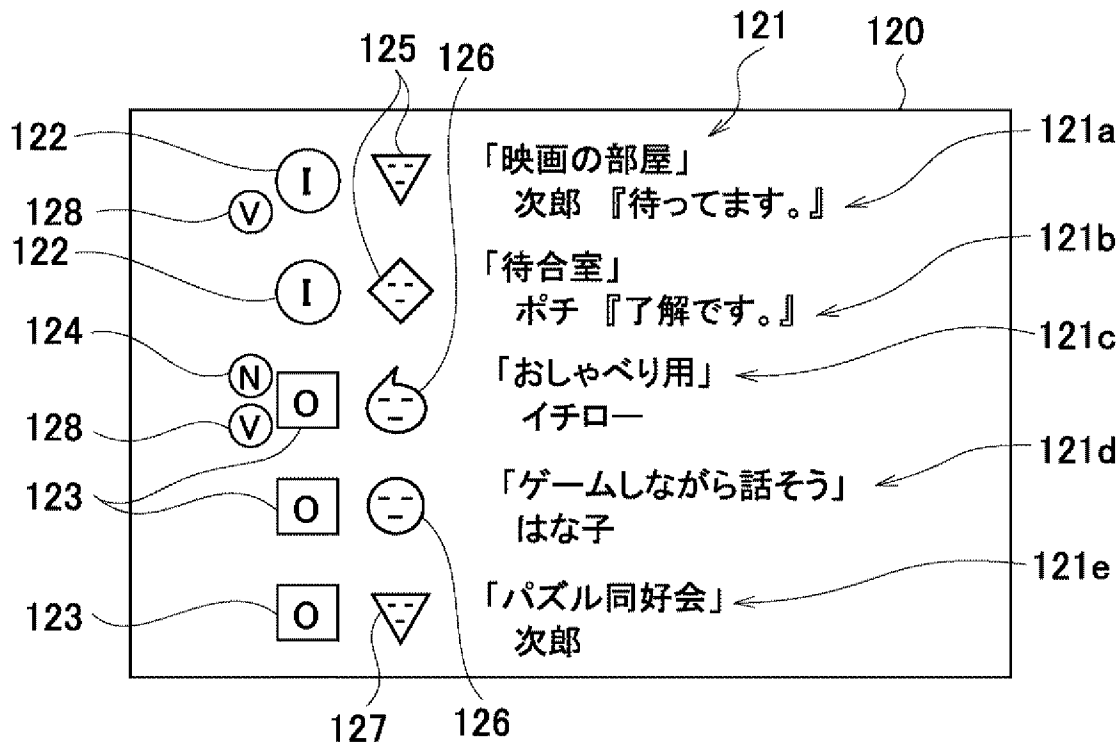 125 126 121 120
122 I 「映画の部屋」 121a
128 V 次郎 『待ってます。』
122 I 「待合室」 121b
ポチ 『了解です。』
124 N 「おしゃべり用」 121c
128 V O イチロー
123 O 「ゲームしながら話そう」 121d
はな子
123 O 「パズル同好会」 121e
次郎
127 126